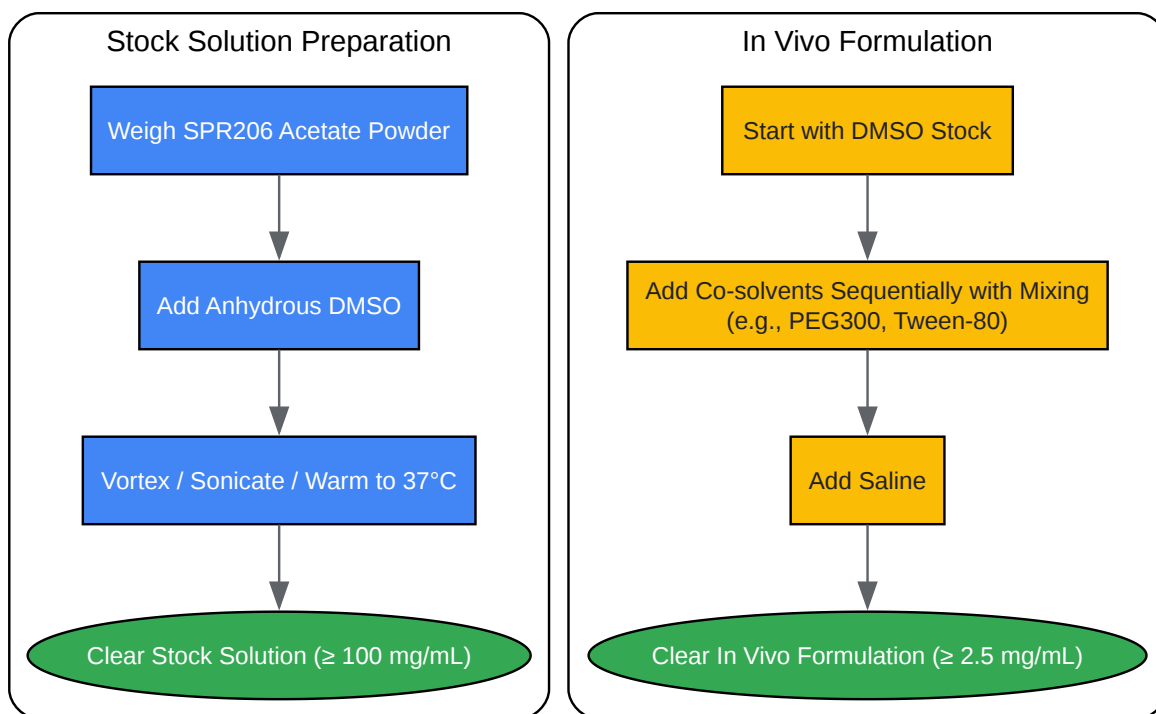 Stock Solution Preparation
Weigh SPR206 Acetate Powder
Add Anhydrous DMSO
Vortex / Sonicate / Warm to 37°C
Clear Stock Solution (≥ 100 mg/mL)
In Vivo Formulation
Start with DMSO Stock
Add Co-solvents Sequentially with Mixing
(e.g., PEG300, Tween-80)
Add Saline
Clear In Vivo Formulation (≥ 2.5 mg/mL)